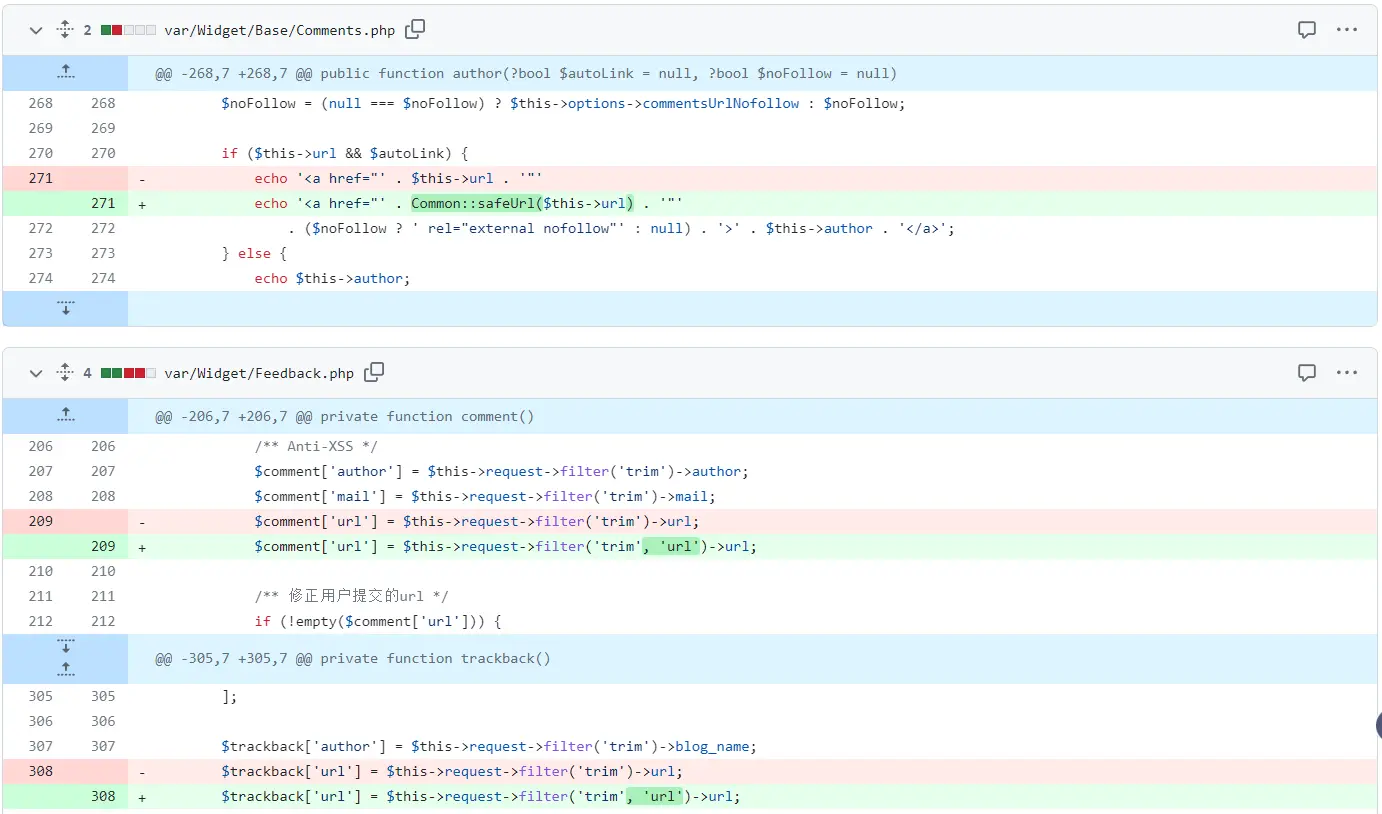 2 var/Widget/Base/Comments.php
@@ -268,7 +268,7 @@ public function author(?bool $autoLink = null, ?bool $noFollow = null)
268 268 $noFollow = (null === $noFollow) ? $this->options->commentsUrlNofollow : $noFollow;
269 269
270 270 if ($this->url && $autoLink) {
271 - echo '<a href="' . $this->url . '"'
271 + echo '<a href="' . Common::safeUrl($this->url) . '"'
272 272 . ($noFollow ? ' rel="external nofollow"' : null) . '>' . $this->author . '</a>';
273 273 } else {
274 274 echo $this->author;
4 var/Widget/Feedback.php
@@ -206,7 +206,7 @@ private function comment()
206 206 /** Anti-XSS */
207 207 $comment['author'] = $this->request->filter('trim')->author;
208 208 $comment['mail'] = $this->request->filter('trim')->mail;
209 - $comment['url'] = $this->request->filter('trim')->url;
209 + $comment['url'] = $this->request->filter('trim', 'url')->url;
210 210
211 211 /** 修正用户提交的url */
212 212 if (!empty($comment['url'])) {
@@ -305,7 +305,7 @@ private function trackback()
305 305 ];
306 306
307 307 $trackback['author'] = $this->request->filter('trim')->blog_name;
308 - $trackback['url'] = $this->request->filter('trim')->url;
308 + $trackback['url'] = $this->request->filter('trim', 'url')->url;